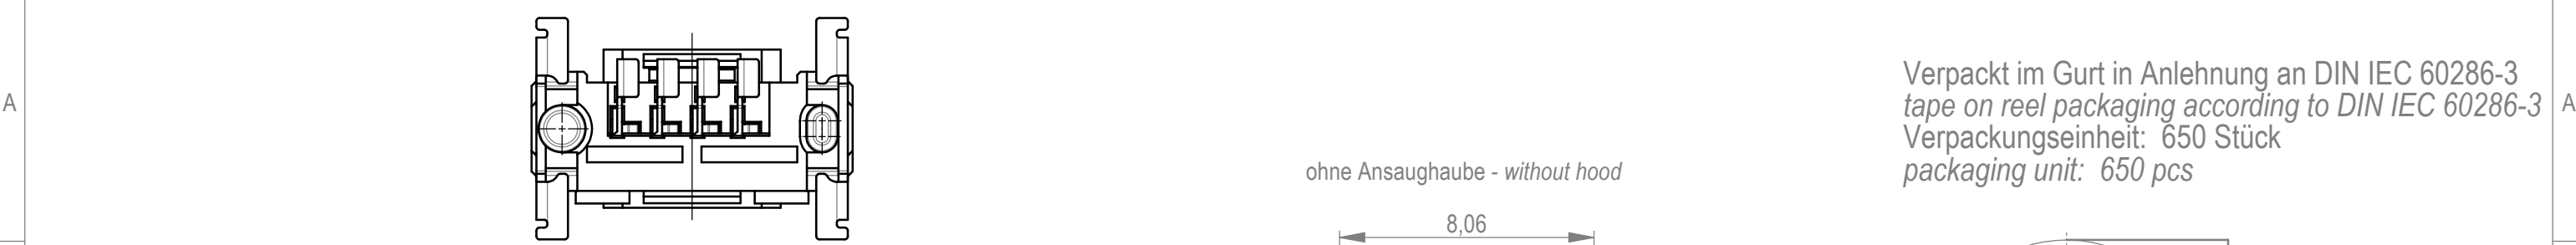 A
Verpackt im Gurt in Anlehnung an DIN IEC 60286-3
tape on reel packaging according to DIN IEC 60286-3
A
Verpackungseinheit:  650 Stück
packaging unit:  650 pcs
ohne Ansaughaube - without hood
8,06